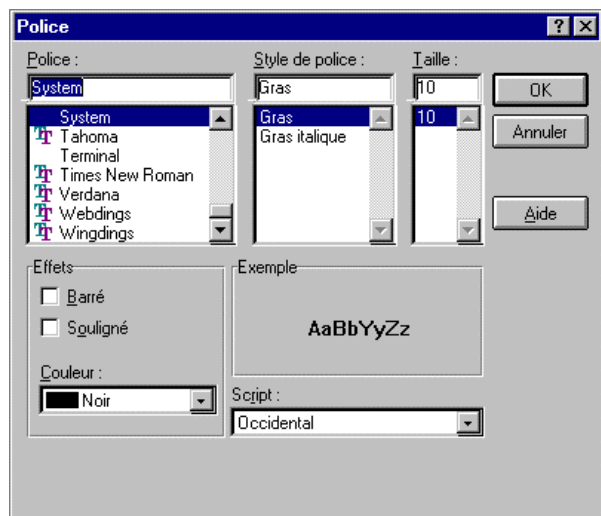 Police
Police :
Style de police :
Taille :
System
Gras
10
OK
System
Tahoma
Terminal
Times New Roman
Verdana
Webdings
Wingdings
Gras
Gras italique
10
Annuler
Aide
Effets
Barré
Souligné
Couleur :
Noir
Exemple
AaBbYyZz
Script :
Occidental